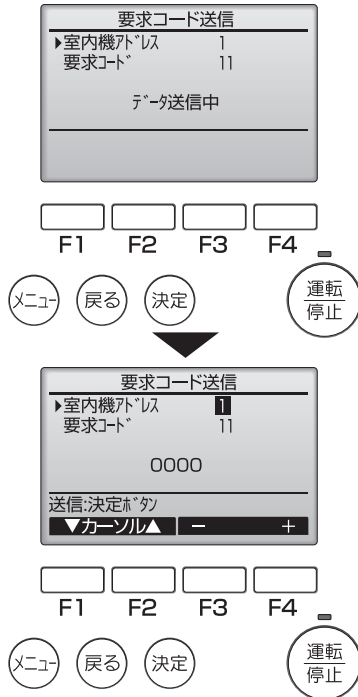 要求コード送信
▶室内機ｱﾄﾞﾚｽ 1
要求ｺｰﾄﾞ 11
ﾃﾞｰﾀ送信中
F1 F2 F3 F4
メニュー 戻る 決定 運転
停止
要求コード送信
▶室内機ｱﾄﾞﾚｽ 1
要求ｺｰﾄﾞ 11
0000
送信:決定ﾎﾞﾀﾝ
▼カーソル▲ － ＋
F1 F2 F3 F4
メニュー 戻る 決定 運転
停止